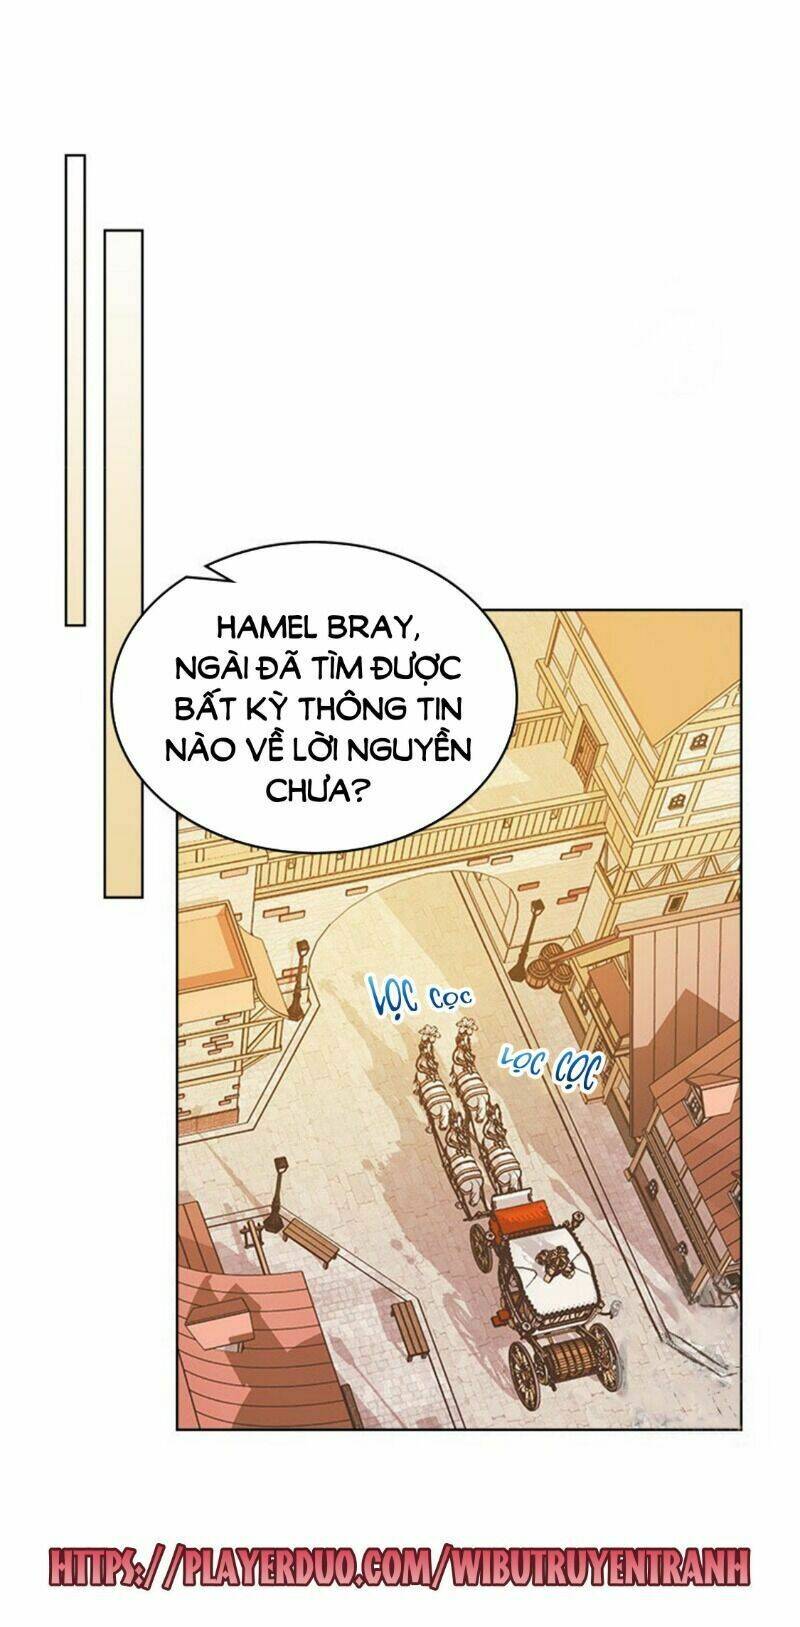 HAMEL BRAY,
NGÀI ĐÃ TÌM ĐƯỢC
BẤT KỲ THÔNG TIN
NÀO VỀ LỜI NGUYỀN
CHƯA?
LỌC CỌC
LỌC CỌC
HTTPS://PLAYERDUO.COM/WIBUTRUYENTRANH